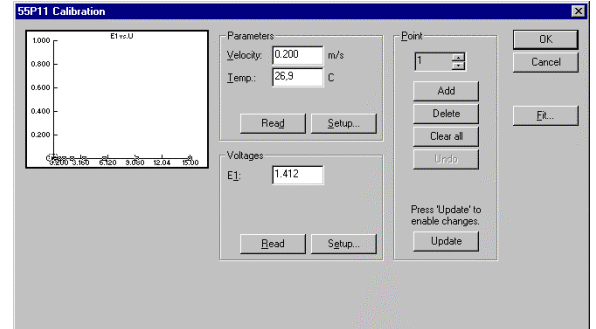 55P11 Calibration
E1 vs.U
1.000
0.800
0.600
0.400
0.200
0.200 3.160 6.120 9.080 12.04 15.00
Parameters
Velocity: 0.200 m/s
Temp.: 26,9 C
Read Setup...
Voltages
E1: 1.412
Read Setup...
Point
1
Add
Delete
Clear all
Undo
Press 'Update' to
enable changes.
Update
OK
Cancel
Fit...